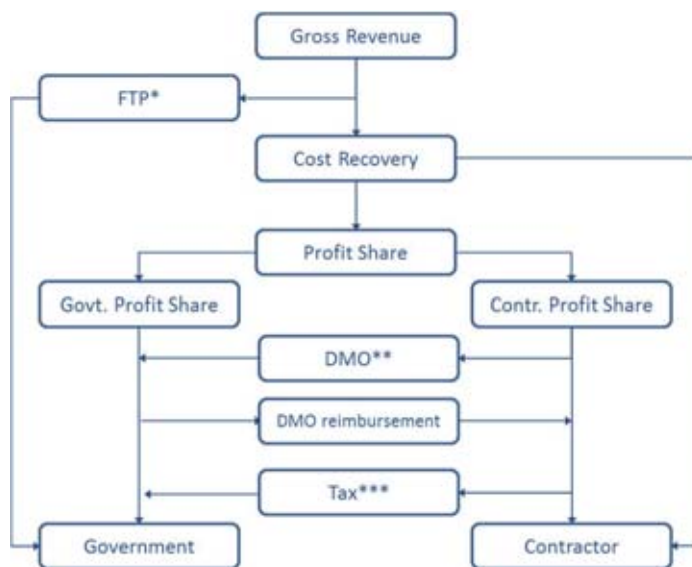 Gross Revenue
FTP*
Cost Recovery
Profit Share
Govt. Profit Share
Contr. Profit Share
DMO**
DMO reimbursement
Tax***
Government
Contractor